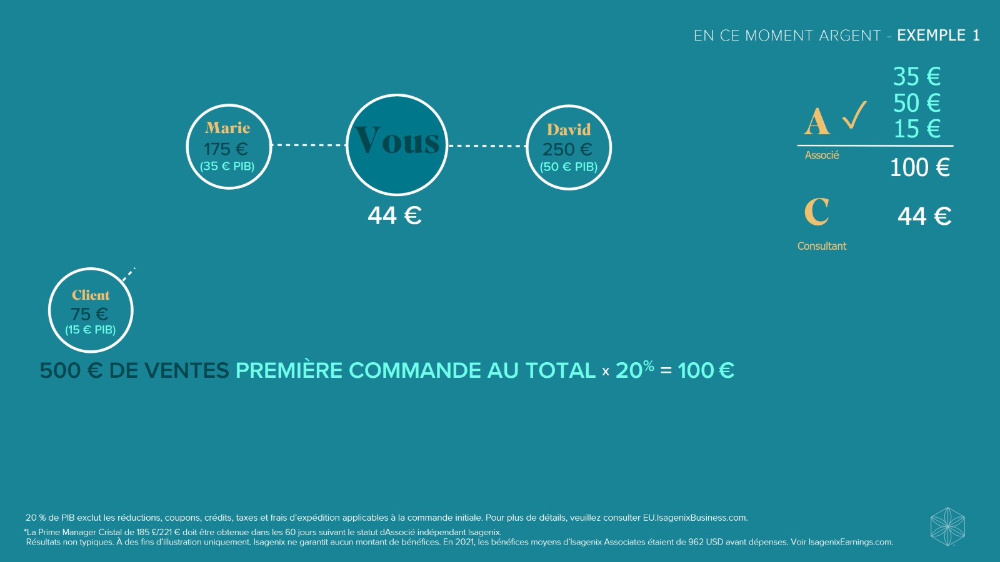 EN CE MOMENT ARGENT - EXEMPLE 1
Marie
175 €
(35 € PIB)
Vous
44 €
David
250 €
(50 € PIB)
35 €
50 €
15 €
A ✓
Associé
100 €
C
44 €
Consultant
Client
75 €
(15 € PIB)
500 € DE VENTES PREMIÈRE COMMANDE AU TOTAL x 20% = 100 €
20 % de PIB exclut les réductions, coupons, crédits, taxes et frais d'expédition applicables à la commande initiale. Pour plus de détails, veuillez consulter EU.IsagenixBusiness.com.
*La Prime Manager Cristal de 185 £/221 € doit être obtenue dans les 60 jours suivant le statut dAssocié indépendant Isagenix.
Résultats non typiques. À des fins d'illustration uniquement. Isagenix ne garantit aucun montant de bénéfices. En 2021, les bénéfices moyens d'Isagenix Associates étaient de 962 USD avant dépenses. Voir IsagenixEarnings.com.